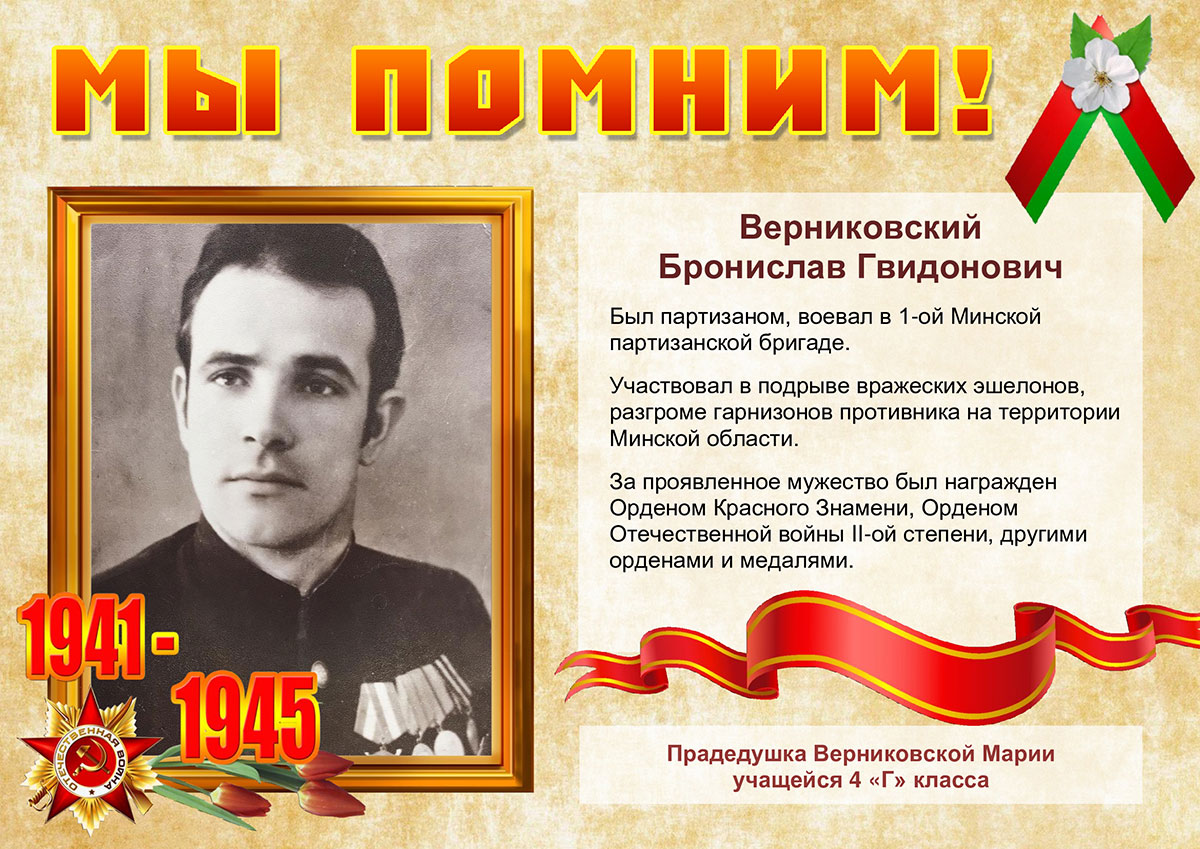 МЫ ПОМНИМ!
Верниковский
Бронислав Гвидонович
Был партизаном, воевал в 1-ой Минской
партизанской бригаде.
Участвовал в подрыве вражеских эшелонов,
разгроме гарнизонов противника на территории
Минской области.
За проявленное мужество был награжден
Орденом Красного Знамени, Орденом
Отечественной войны II-ой степени, другими
орденами и медалями.
1941-
1945
ОТЕЧЕСТВЕННАЯ ВОЙНА
Прадедушка Верниковской Марии
учащейся 4 «Г» класса